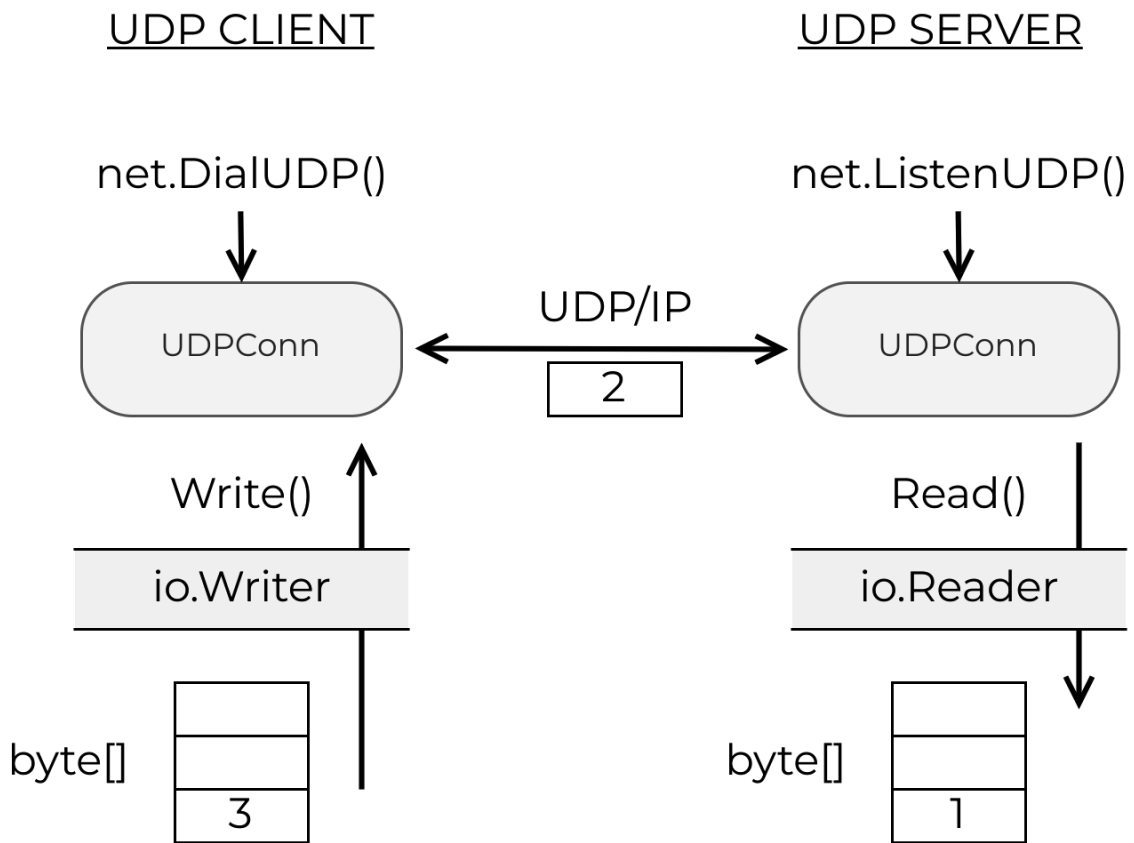 UDP CLIENT
UDP SERVER
net.DialUDP()
net.ListenUDP()
UDPConn
UDP/IP
2
UDPConn
Write()
Read()
io.Writer
io.Reader
byte[]
3
byte[]
1